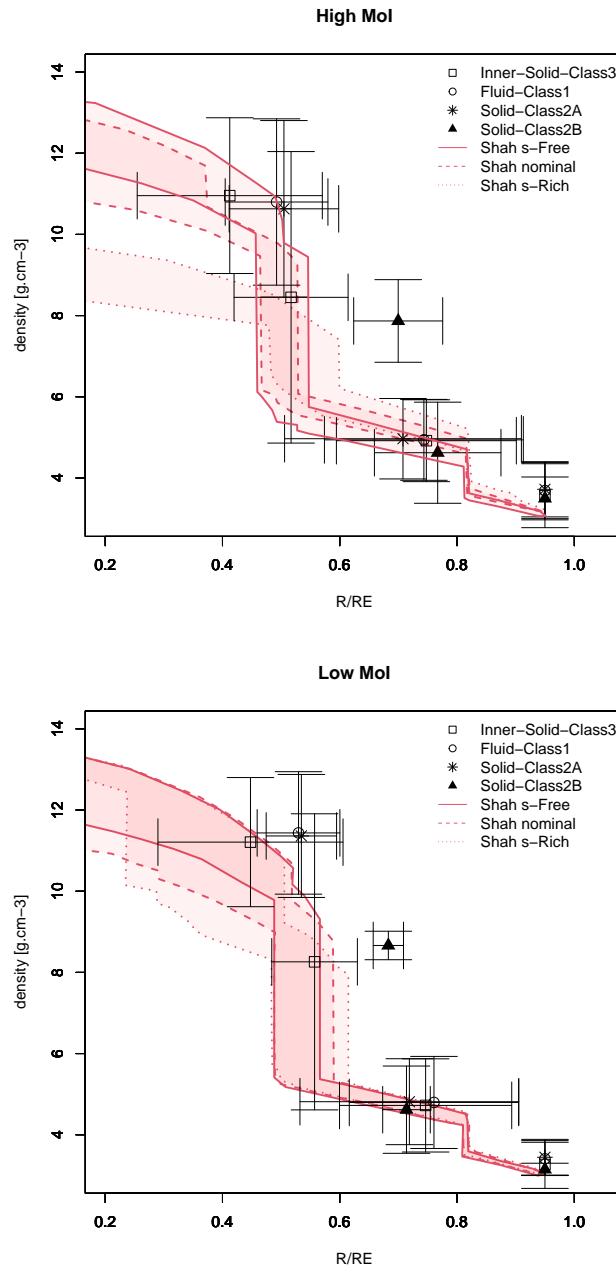 High MoI
14
12
10
8
6
4
density [g.cm−3]
Inner−Solid−Class3
Fluid−Class1
Solid−Class2A
Solid−Class2B
Shah s−Free
Shah nominal
Shah s−Rich
0.2 0.4 0.6 0.8 1.0
R/RE
Low MoI
14
12
10
8
6
4
density [g.cm−3]
Inner−Solid−Class3
Fluid−Class1
Solid−Class2A
Solid−Class2B
Shah s−Free
Shah nominal
Shah s−Rich
0.2 0.4 0.6 0.8 1.0
R/RE